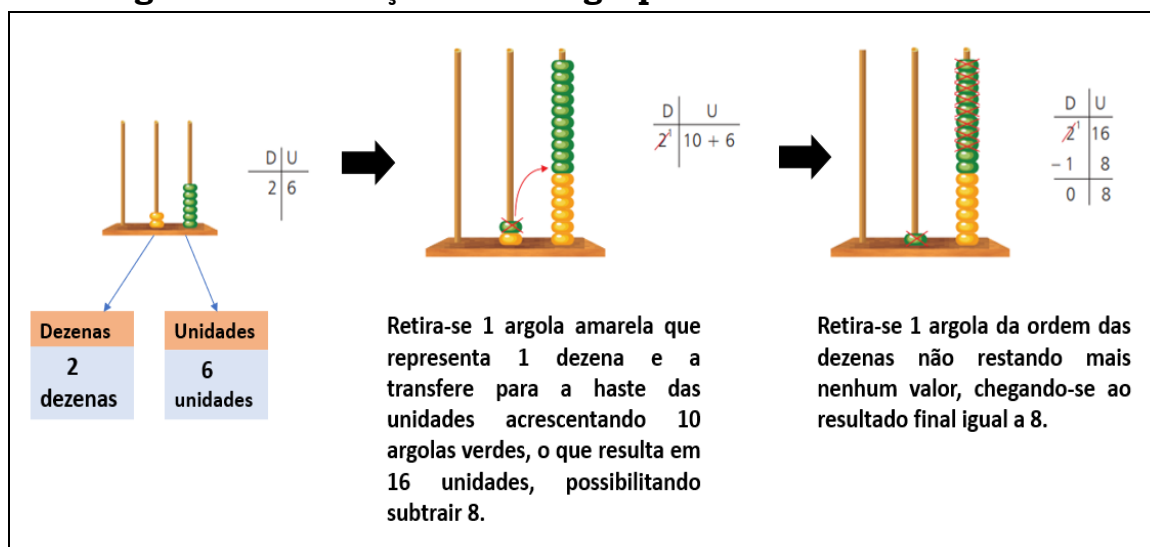 D U
2 6
D U
2 1 10 + 6
D U
2 1 16
- 1 8
0 8
Dezenas
2
dezenas
Unidades
6
unidades
Retira-se 1 argola amarela que
representa 1 dezena e a
transfere para a haste das
unidades acrescentando 10
argolas verdes, o que resulta em
16 unidades, possibilitando
subtrair 8.
Retira-se 1 argola da ordem das
dezenas não restando mais
nenhum valor, chegando-se ao
resultado final igual a 8.